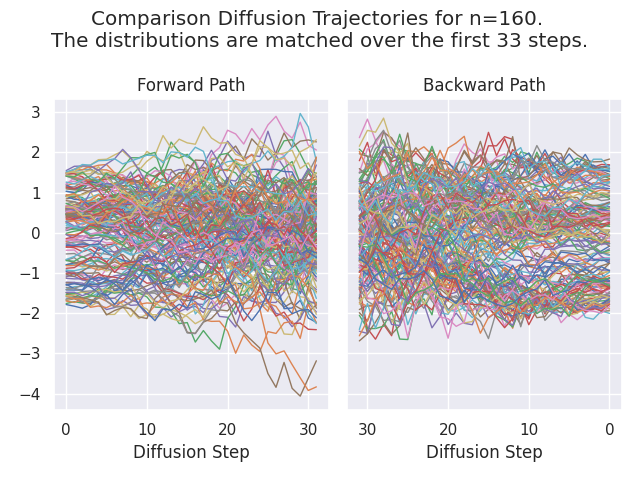 Comparison Diffusion Trajectories for n=160.
The distributions are matched over the first 33 steps.
Forward Path
Backward Path
3
2
1
0
−1
−2
−3
−4
0 10 20 30
30 20 10 0
Diffusion Step
Diffusion Step